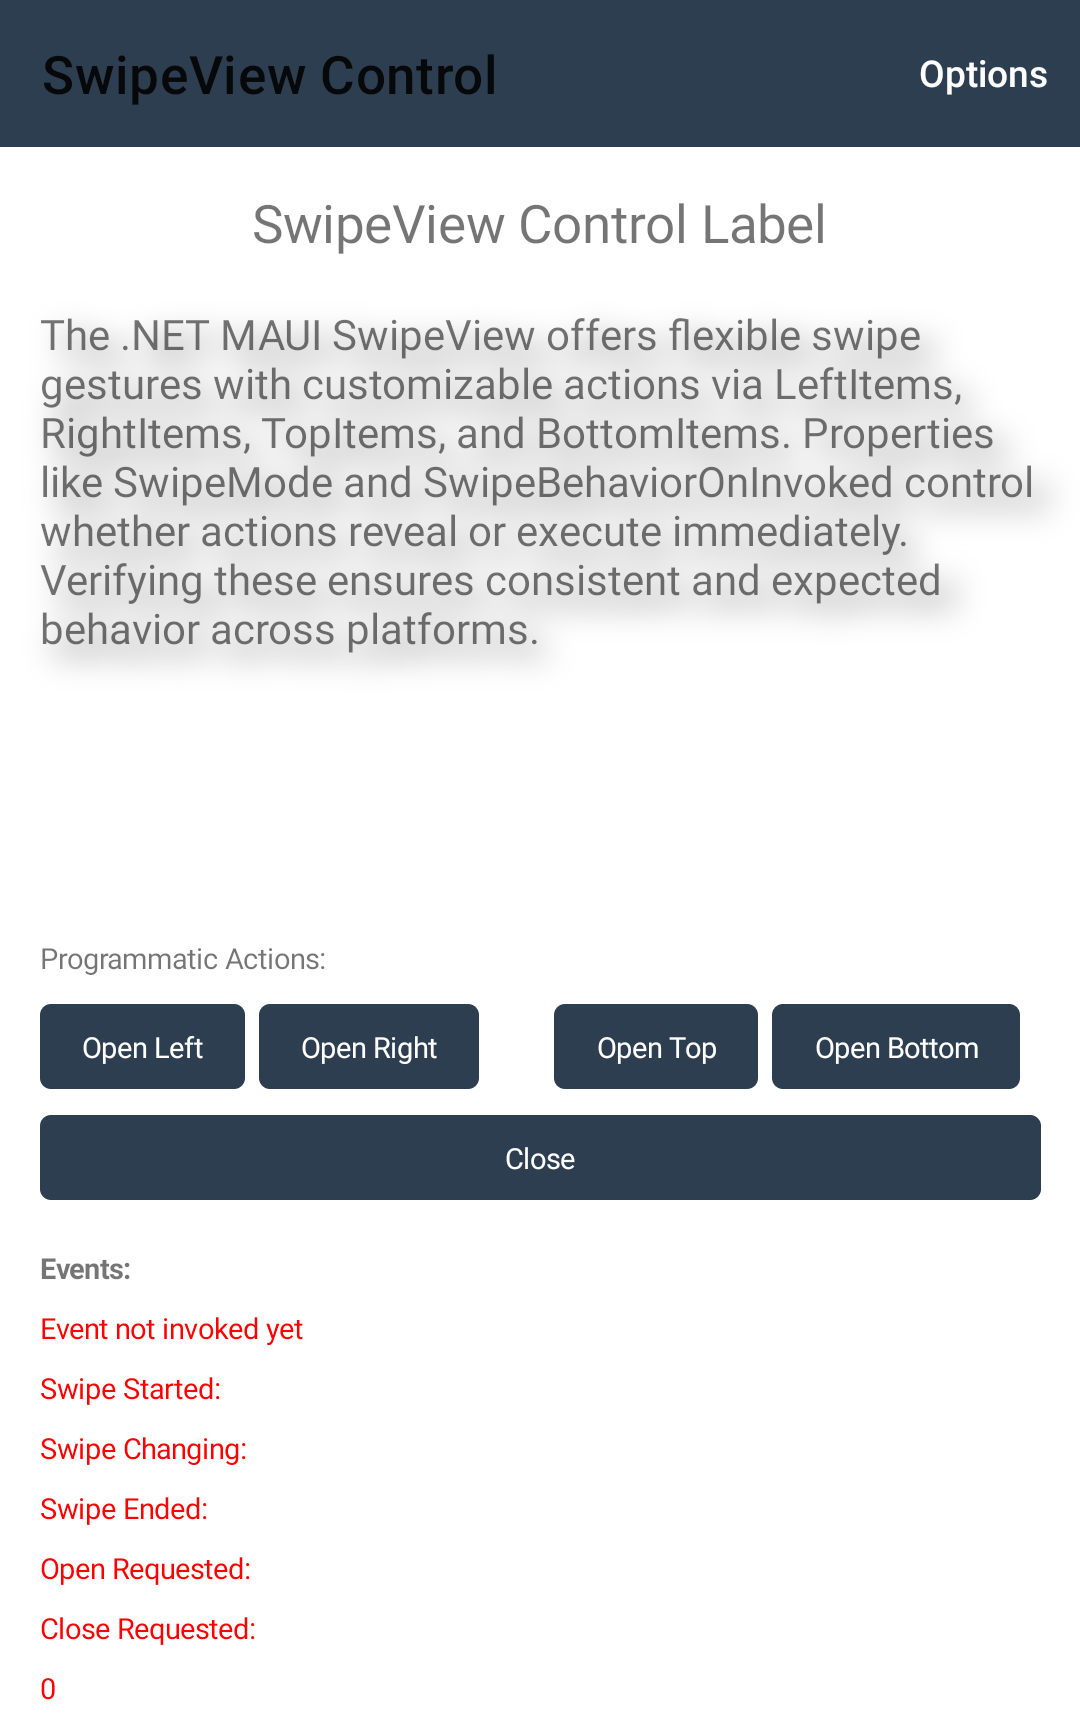 SwipeView Control
Options
SwipeView Control Label
The .NET MAUI SwipeView offers flexible swipe
gestures with customizable actions via LeftItems,
RightItems, TopItems, and BottomItems. Properties
like SwipeMode and SwipeBehaviorOnInvoked control
whether actions reveal or execute immediately.
Verifying these ensures consistent and expected
behavior across platforms.
Programmatic Actions:
Open Left
Open Right
Open Top
Open Bottom
Close
Events:
Event not invoked yet
Swipe Started:
Swipe Changing:
Swipe Ended:
Open Requested:
Close Requested:
0